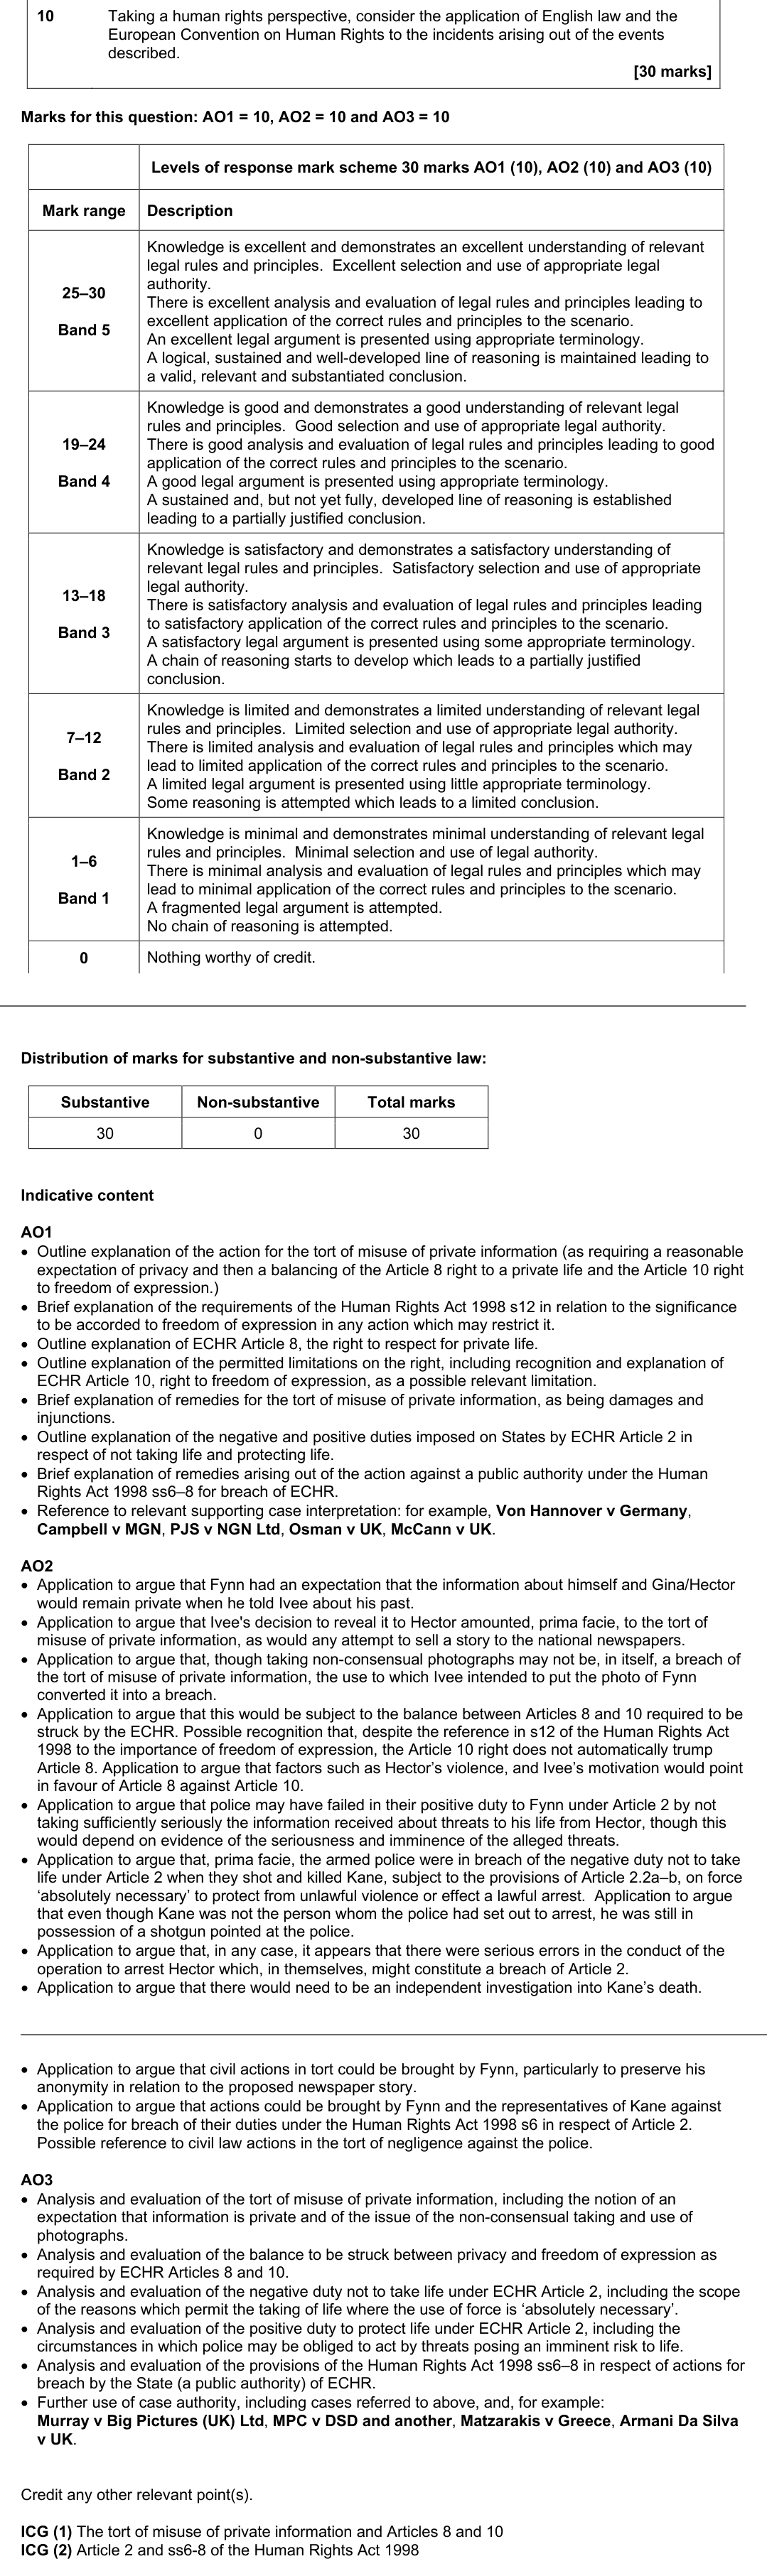 10 Taking a human rights perspective, consider the application of English law and the
European Convention on Human Rights to the incidents arising out of the events
described.
[30 marks]
Marks for this question: AO1 = 10, AO2 = 10 and AO3 = 10
Levels of response mark scheme 30 marks AO1 (10), AO2 (10) and AO3 (10)
Mark range Description
25–30
Band 5
Knowledge is excellent and demonstrates an excellent understanding of relevant
legal rules and principles. Excellent selection and use of appropriate legal
authority.
There is excellent analysis and evaluation of legal rules and principles leading to
excellent application of the correct rules and principles to the scenario.
An excellent legal argument is presented using appropriate terminology.
A logical, sustained and well-developed line of reasoning is maintained leading to
a valid, relevant and substantiated conclusion.
19–24
Band 4
Knowledge is good and demonstrates a good understanding of relevant legal
rules and principles. Good selection and use of appropriate legal authority.
There is good analysis and evaluation of legal rules and principles leading to good
application of the correct rules and principles to the scenario.
A good legal argument is presented using appropriate terminology.
A sustained and, but not yet fully, developed line of reasoning is established
leading to a partially justified conclusion.
13–18
Band 3
Knowledge is satisfactory and demonstrates a satisfactory understanding of
relevant legal rules and principles. Satisfactory selection and use of appropriate
legal authority.
There is satisfactory analysis and evaluation of legal rules and principles leading
to satisfactory application of the correct rules and principles to the scenario.
A satisfactory legal argument is presented using some appropriate terminology.
A chain of reasoning starts to develop which leads to a partially justified
conclusion.
7–12
Band 2
Knowledge is limited and demonstrates a limited understanding of relevant legal
rules and principles. Limited selection and use of appropriate legal authority.
There is limited analysis and evaluation of legal rules and principles which may
lead to limited application of the correct rules and principles to the scenario.
A limited legal argument is presented using little appropriate terminology.
Some reasoning is attempted which leads to a limited conclusion.
1–6
Band 1
Knowledge is minimal and demonstrates minimal understanding of relevant legal
rules and principles. Minimal selection and use of legal authority.
There is minimal analysis and evaluation of legal rules and principles which may
lead to minimal application of the correct rules and principles to the scenario.
A fragmented legal argument is attempted.
No chain of reasoning is attempted.
0 Nothing worthy of credit.
Distribution of marks for substantive and non-substantive law:
Substantive Non-substantive Total marks
30 0 30
Indicative content
AO1
• Outline explanation of the action for the tort of misuse of private information (as requiring a reasonable
expectation of privacy and then a balancing of the Article 8 right to a private life and the Article 10 right
to freedom of expression.)
• Brief explanation of the requirements of the Human Rights Act 1998 s12 in relation to the significance
to be accorded to freedom of expression in any action which may restrict it.
• Outline explanation of ECHR Article 8, the right to respect for private life.
• Outline explanation of the permitted limitations on the right, including recognition and explanation of
ECHR Article 10, right to freedom of expression, as a possible relevant limitation.
• Brief explanation of remedies for the tort of misuse of private information, as being damages and
injunctions.
• Outline explanation of the negative and positive duties imposed on States by ECHR Article 2 in
respect of not taking life and protecting life.
• Brief explanation of remedies arising out of the action against a public authority under the Human
Rights Act 1998 ss6–8 for breach of ECHR.
• Reference to relevant supporting case interpretation: for example, Von Hannover v Germany,
Campbell v MGN, PJS v NGN Ltd, Osman v UK, McCann v UK.
AO2
• Application to argue that Fynn had an expectation that the information about himself and Gina/Hector
would remain private when he told Ivee about his past.
• Application to argue that Ivee's decision to reveal it to Hector amounted, prima facie, to the tort of
misuse of private information, as would any attempt to sell a story to the national newspapers.
• Application to argue that, though taking non-consensual photographs may not be, in itself, a breach of
the tort of misuse of private information, the use to which Ivee intended to put the photo of Fynn
converted it into a breach.
• Application to argue that this would be subject to the balance between Articles 8 and 10 required to be
struck by the ECHR. Possible recognition that, despite the reference in s12 of the Human Rights Act
1998 to the importance of freedom of expression, the Article 10 right does not automatically trump
Article 8. Application to argue that factors such as Hector’s violence, and Ivee’s motivation would point
in favour of Article 8 against Article 10.
• Application to argue that police may have failed in their positive duty to Fynn under Article 2 by not
taking sufficiently seriously the information received about threats to his life from Hector, though this
would depend on evidence of the seriousness and imminence of the alleged threats.
• Application to argue that, prima facie, the armed police were in breach of the negative duty not to take
life under Article 2 when they shot and killed Kane, subject to the provisions of Article 2.2a–b, on force
‘absolutely necessary’ to protect from unlawful violence or effect a lawful arrest. Application to argue
that even though Kane was not the person whom the police had set out to arrest, he was still in
possession of a shotgun pointed at the police.
• Application to argue that, in any case, it appears that there were serious errors in the conduct of the
operation to arrest Hector which, in themselves, might constitute a breach of Article 2.
• Application to argue that there would need to be an independent investigation into Kane’s death.
• Application to argue that civil actions in tort could be brought by Fynn, particularly to preserve his
anonymity in relation to the proposed newspaper story.
• Application to argue that actions could be brought by Fynn and the representatives of Kane against
the police for breach of their duties under the Human Rights Act 1998 s6 in respect of Article 2.
Possible reference to civil law actions in the tort of negligence against the police.
AO3
• Analysis and evaluation of the tort of misuse of private information, including the notion of an
expectation that information is private and of the issue of the non-consensual taking and use of
photographs.
• Analysis and evaluation of the balance to be struck between privacy and freedom of expression as
required by ECHR Articles 8 and 10.
• Analysis and evaluation of the negative duty not to take life under ECHR Article 2, including the scope
of the reasons which permit the taking of life where the use of force is ‘absolutely necessary’.
• Analysis and evaluation of the positive duty to protect life under ECHR Article 2, including the
circumstances in which police may be obliged to act by threats posing an imminent risk to life.
• Analysis and evaluation of the provisions of the Human Rights Act 1998 ss6–8 in respect of actions for
breach by the State (a public authority) of ECHR.
• Further use of case authority, including cases referred to above, and, for example:
Murray v Big Pictures (UK) Ltd, MPC v DSD and another, Matzarakis v Greece, Armani Da Silva
v UK.
Credit any other relevant point(s).
ICG (1) The tort of misuse of private information and Articles 8 and 10
ICG (2) Article 2 and ss6-8 of the Human Rights Act 1998